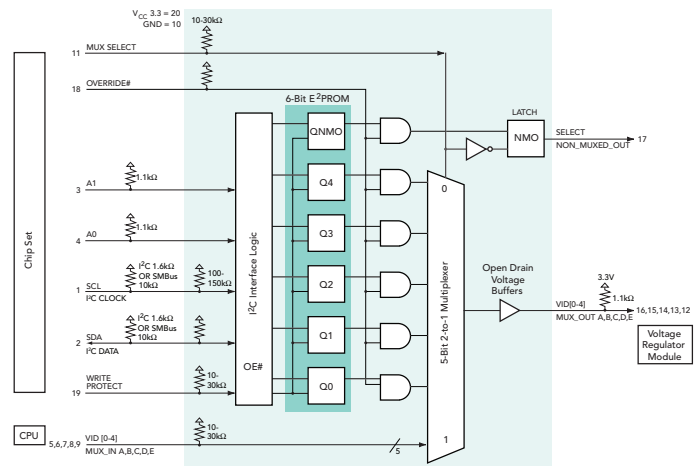 V_CC 3.3 = 20
GND = 10
10-30kΩ
11 MUX SELECT
18 OVERRIDE#
6-Bit E²PROM
LATCH
QNMO
NMO
SELECT
NON_MUXED_OUT
17
1.1kΩ
3 A1
Q4
0
1.1kΩ
4 A0
Q3
Chip Set
I²C Interface Logic
5-Bit 2-to-1 Multiplexer
I²C 1.6kΩ
OR SMBus
10kΩ
100-
150kΩ
1 SCL
I²C CLOCK
Q2
Open Drain
Voltage
Buffers
3.3V
1.1kΩ
VID[0-4]
MUX_OUT A,B,C,D,E
16,15,14,13,12
I²C 1.6kΩ
OR SMBus
10kΩ
2 SDA
I²C DATA
Q1
Voltage
Regulator
Module
OE#
WRITE
PROTECT
19
10-
30kΩ
Q0
CPU
5,6,7,8,9
VID [0-4]
MUX_IN A,B,C,D,E
10-
30kΩ
5
1